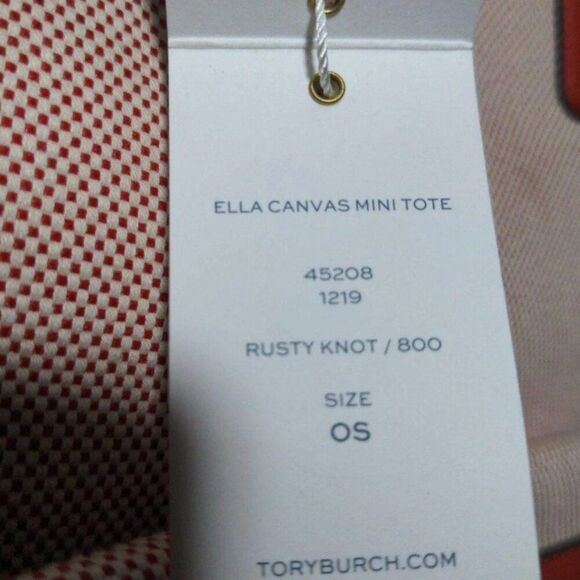 ELLA CANVAS MINI TOTE
45208
1219
RUSTY KNOT / 800
SIZE
OS
TORYBURCH.COM